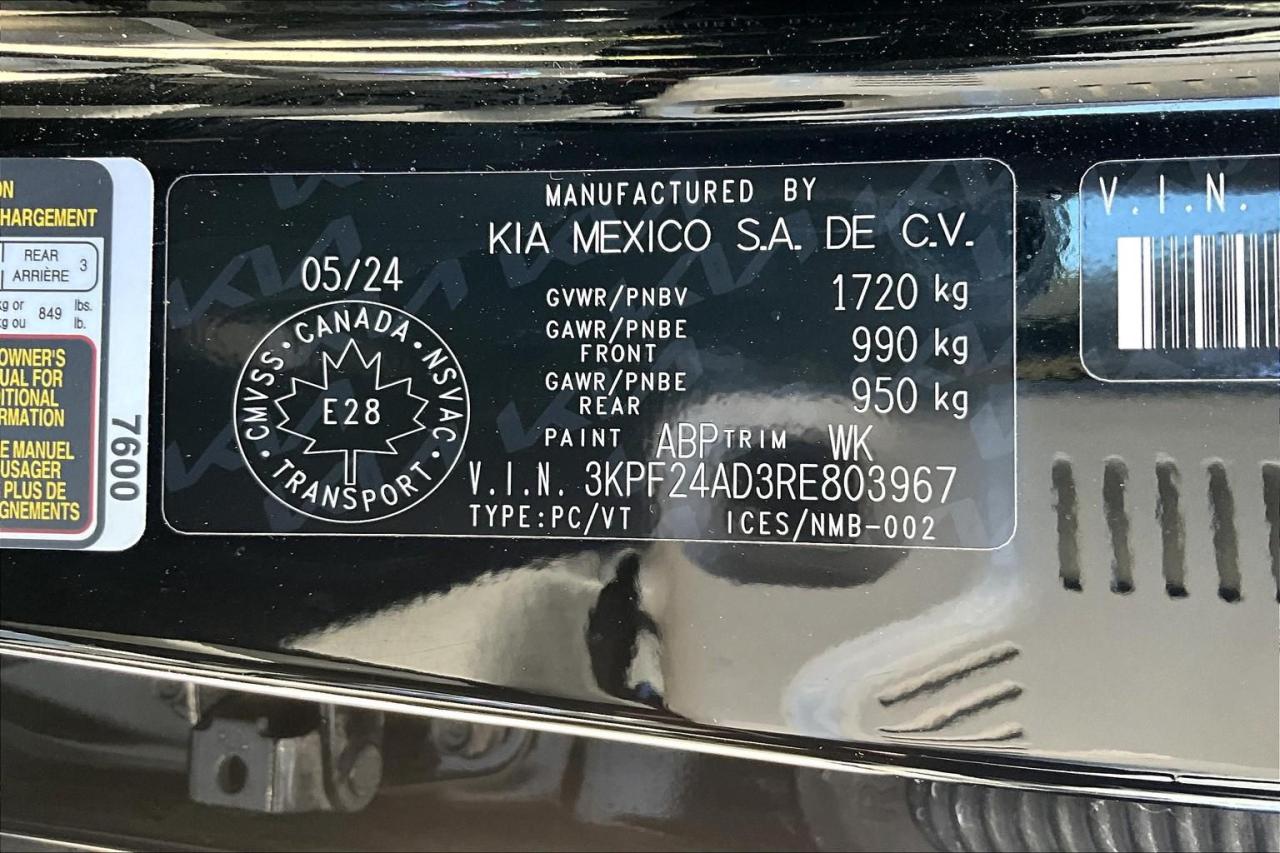 ON
CHARGEMENT
REAR
ARRIÈRE 3
kg or 849 lbs.
kg ou lb.
OWNER'S
UAL FOR
ITIONAL
RMATION
E MANUEL
USAGER
PLUS DE
IGNEMENTS
7600
MANUFACTURED BY
KIA MEXICO S.A. DE C.V.
05/24
GVWR/PNBV 1720 kg
GAWR/PNBE
FRONT 990 kg
GAWR/PNBE
REAR 950 kg
CANADA · NSVAC · TRANSPORT · CMVSS
E28
PAINT ABP TRIM WK
V.I.N. 3KPF24AD3RE803967
TYPE:PC/VT ICES/NMB-002
V.I.N.